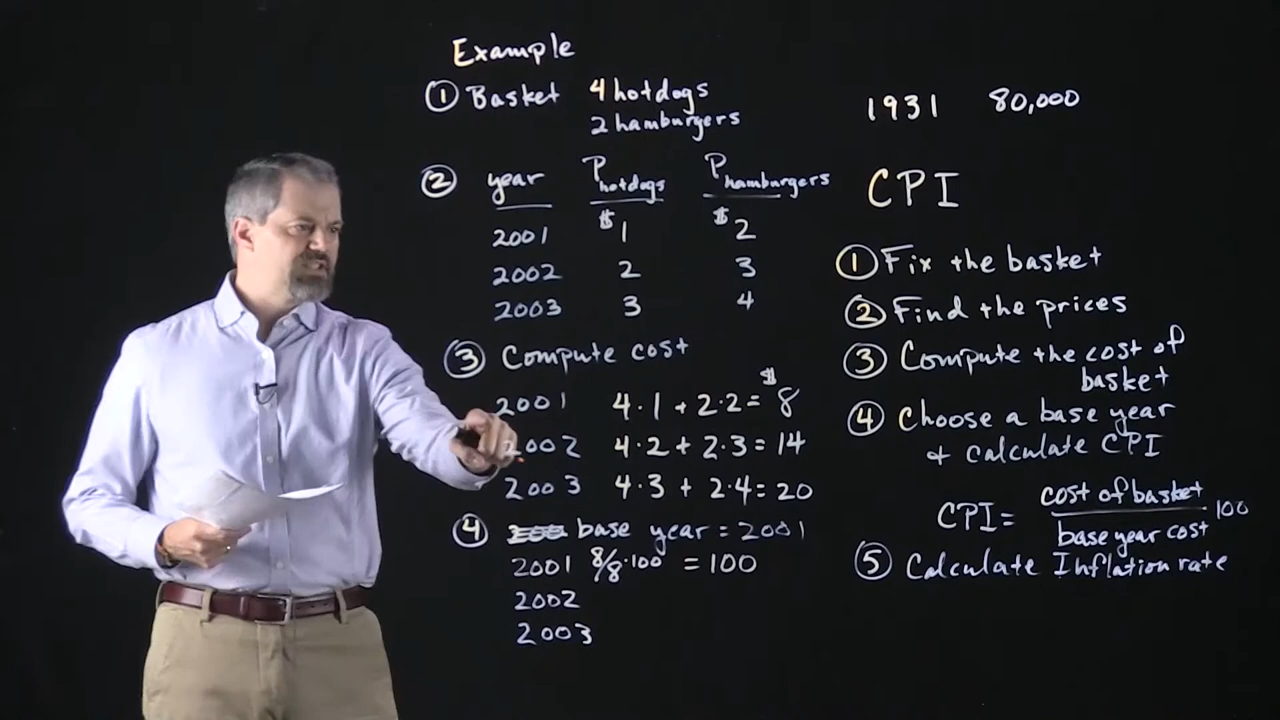 Example
① Basket 4 hotdogs
2 hamburgers
② year P hotdogs P hamburgers
2001 $1 $2
2002 2 3
2003 3 4
③ Compute cost
2001 4·1 + 2·2 = $8
2002 4·2 + 2·3 = 14
2003 4·3 + 2·4 = 20
④ base year = 2001
2001 8/8·100 = 100
2002
2003
1931 80,000
CPI
① Fix the basket
② Find the prices
③ Compute the cost of
basket
④ Choose a base year
+ calculate CPI
CPI = cost of basket / base year cost 100
⑤ Calculate Inflation rate